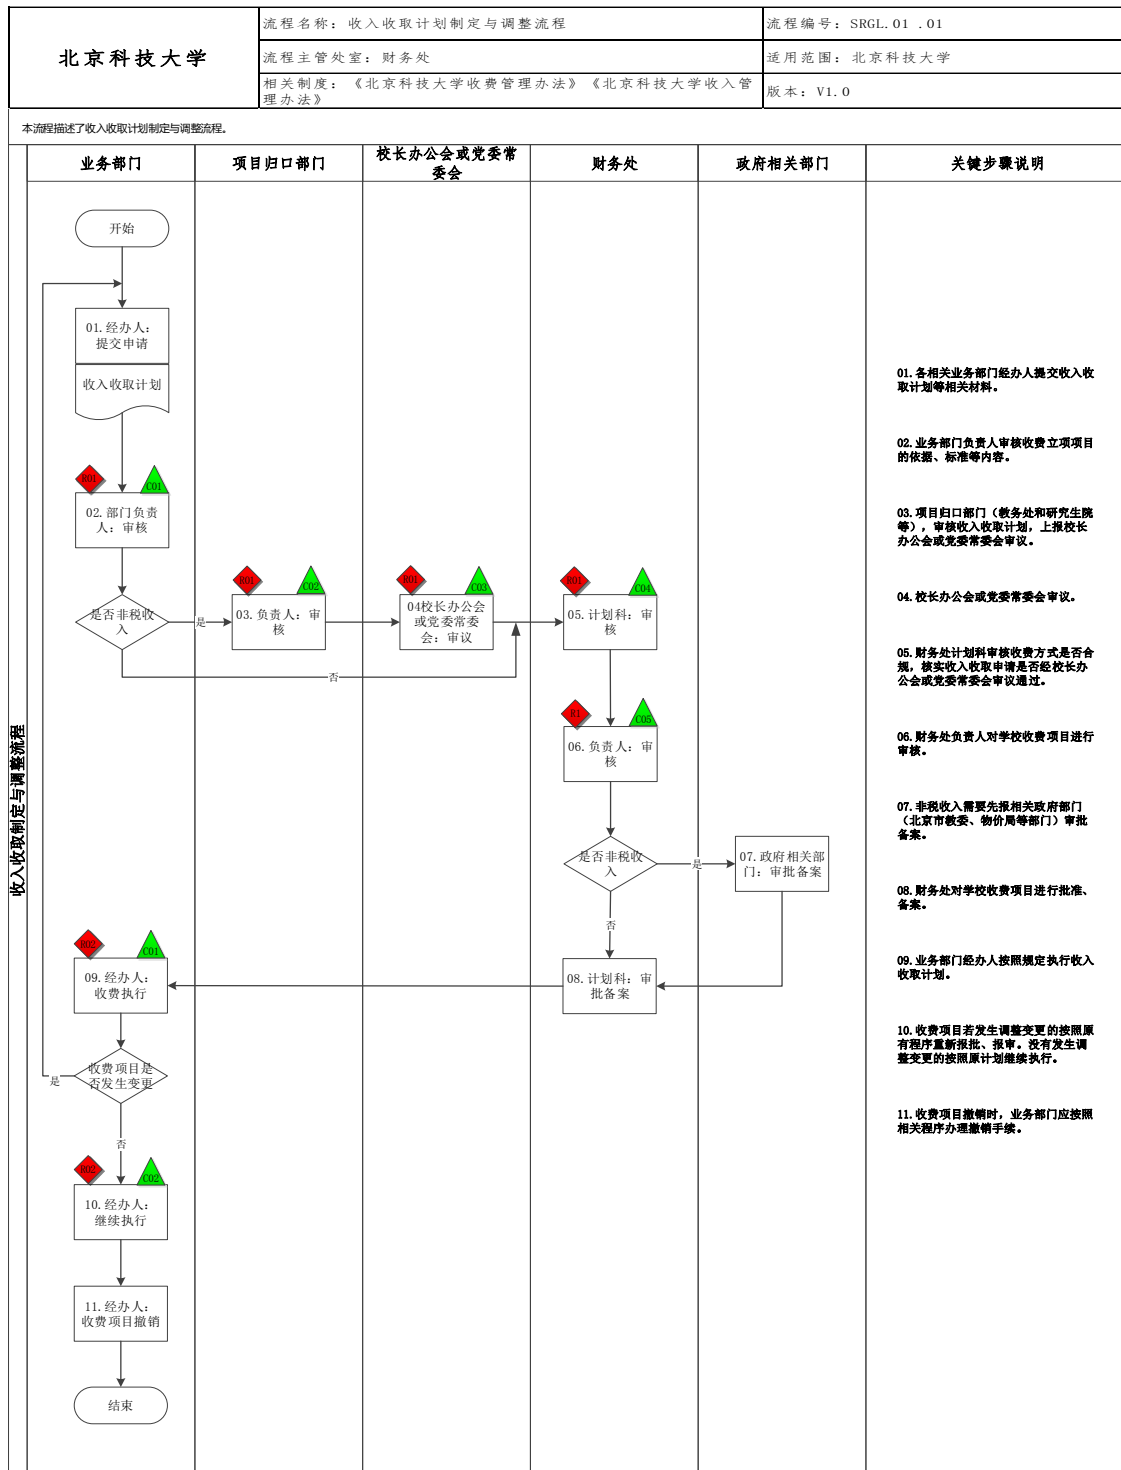 北京科技大学
流程名称：收入收取计划制定与调整流程
流程编号：SRGL.01 .01
流程主管处室：财务处
适用范围：北京科技大学
相关制度：《北京科技大学收费管理办法》《北京科技大学收入管
理办法》
版本：V1.0
本流程描述了收入收取计划制定与调整流程。
业务部门
项目归口部门
校长办公会或党委常
委会
财务处
政府相关部门
关键步骤说明
收入收取制定与调整流程
开始
01.经办人：
提交申请
收入收取计划
R01
C01
02.部门负责
人：审核
是否非税收
入
是
否
R01
C02
03.负责人：审
核
R01
C03
04校长办公会
或党委常委
会：审议
R01
C04
05.计划科：审
核
R1
C05
06.负责人：审
核
是否非税收
入
是
否
07.政府相关部
门：审批备案
08.计划科：审
批备案
R02
C01
09.经办人：
收费执行
收费项目是
否发生变更
是
否
R02
C02
10.经办人：
继续执行
11.经办人：
收费项目撤销
结束
01.各相关业务部门经办人提交收入收
取计划等相关材料。
02.业务部门负责人审核收费立项项目
的依据、标准等内容。
03.项目归口部门（教务处和研究生院
等），审核收入收取计划，上报校长
办公会或党委常委会审议。
04.校长办公会或党委常委会审议。
05.财务处计划科审核收费方式是否合
规，核实收入收取申请是否经校长办
公会或党委常委会审议通过。
06.财务处负责人对学校收费项目进行
审核。
07.非税收入需要先报相关政府部门
（北京市教委、物价局等部门）审批
备案。
08.财务处对学校收费项目进行批准、
备案。
09.业务部门经办人按照规定执行收入
收取计划。
10.收费项目若发生调整变更的按照原
有程序重新报批、报审。没有发生调
整变更的按照原计划继续执行。
11.收费项目撤销时，业务部门应按照
相关程序办理撤销手续。